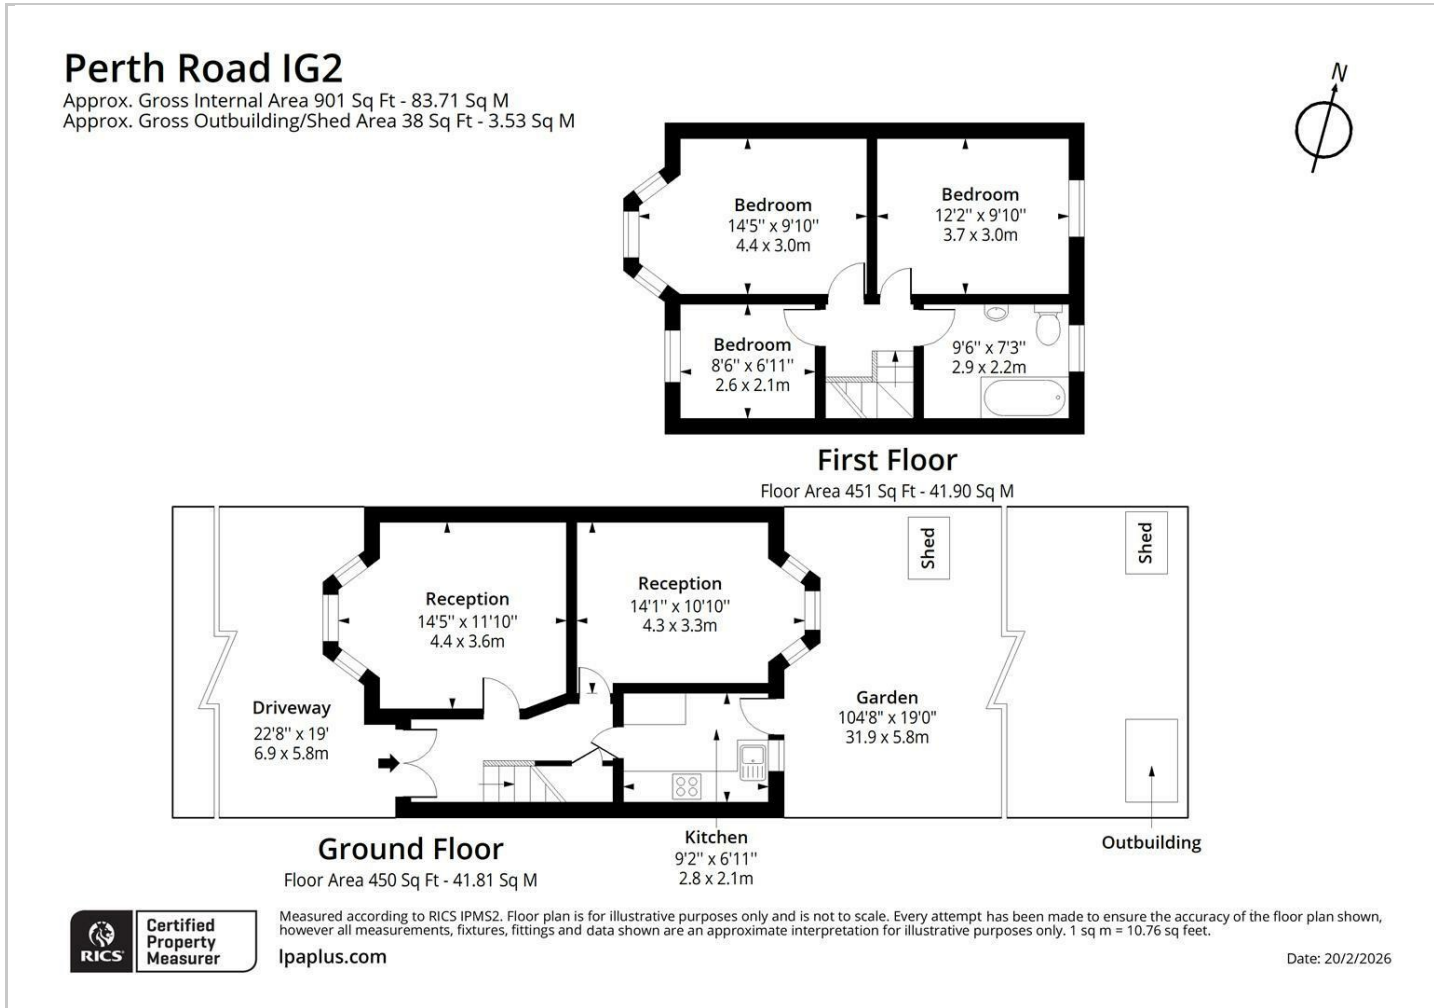 Perth Road IG2
Approx. Gross Internal Area 901 Sq Ft - 83.71 Sq M
Approx. Gross Outbuilding/Shed Area 38 Sq Ft - 3.53 Sq M
N
Bedroom
14'5" x 9'10"
4.4 x 3.0m
Bedroom
12'2" x 9'10"
3.7 x 3.0m
Bedroom
8'6" x 6'11"
2.6 x 2.1m
9'6" x 7'3"
2.9 x 2.2m
First Floor
Floor Area 451 Sq Ft - 41.90 Sq M
Reception
14'5" x 11'10"
4.4 x 3.6m
Reception
14'1" x 10'10"
4.3 x 3.3m
Shed
Shed
Driveway
22'8" x 19'
6.9 x 5.8m
Garden
104'8" x 19'0"
31.9 x 5.8m
Kitchen
9'2" x 6'11"
2.8 x 2.1m
Outbuilding
Ground Floor
Floor Area 450 Sq Ft - 41.81 Sq M
RICS
Certified
Property
Measurer
Measured according to RICS IPMS2. Floor plan is for illustrative purposes only and is not to scale. Every attempt has been made to ensure the accuracy of the floor plan shown,
however all measurements, fixtures, fittings and data shown are an approximate interpretation for illustrative purposes only. 1 sq m = 10.76 sq feet.
lpaplus.com
Date: 20/2/2026